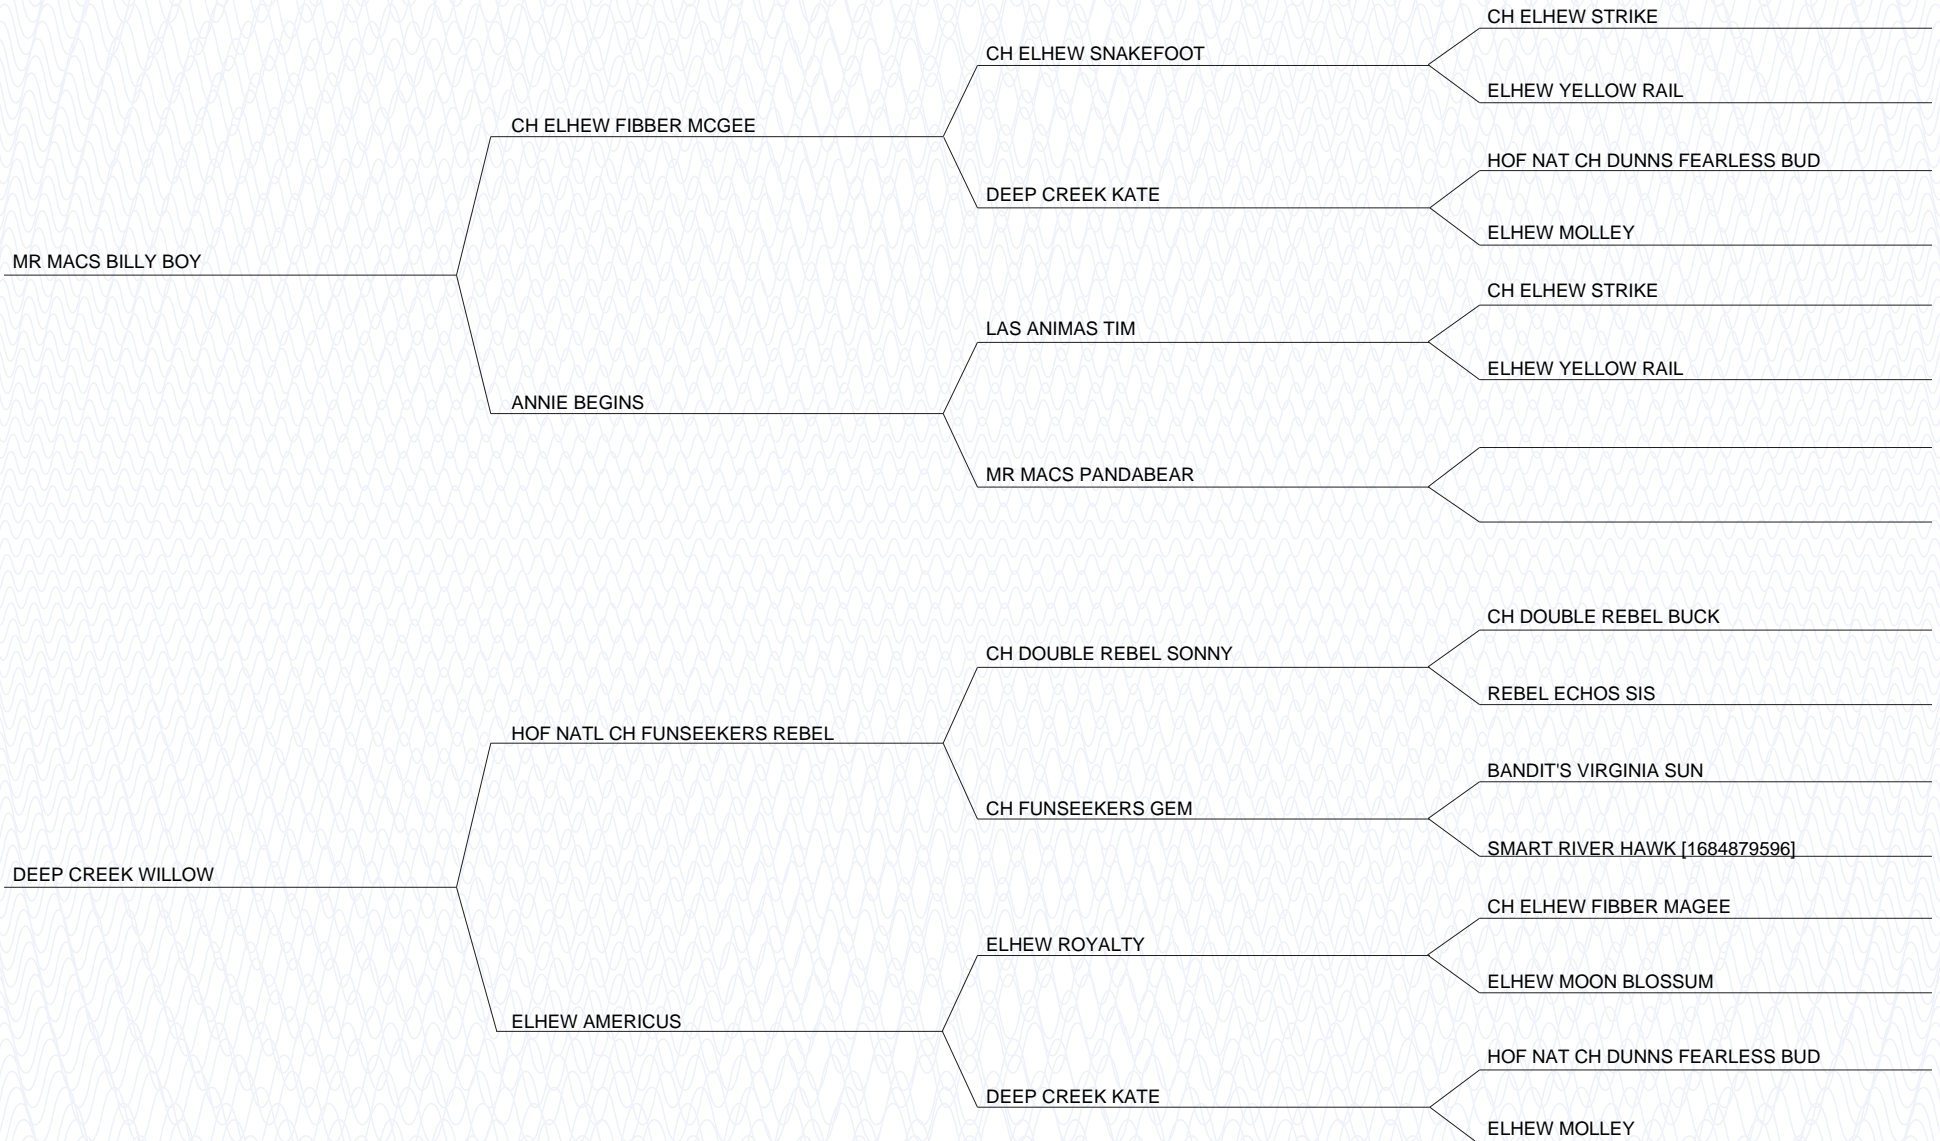 CH ELHEW STRIKE
CH ELHEW SNAKEFOOT
ELHEW YELLOW RAIL
CH ELHEW FIBBER MCGEE
HOF NAT CH DUNNS FEARLESS BUD
DEEP CREEK KATE
ELHEW MOLLEY
MR MACS BILLY BOY
CH ELHEW STRIKE
LAS ANIMAS TIM
ELHEW YELLOW RAIL
ANNIE BEGINS
MR MACS PANDABEAR
CH DOUBLE REBEL BUCK
CH DOUBLE REBEL SONNY
REBEL ECHOS SIS
HOF NATL CH FUNSEEKERS REBEL
BANDIT'S VIRGINIA SUN
CH FUNSEEKERS GEM
SMART RIVER HAWK [1684879596]
DEEP CREEK WILLOW
CH ELHEW FIBBER MAGEE
ELHEW ROYALTY
ELHEW MOON BLOSSUM
ELHEW AMERICUS
HOF NAT CH DUNNS FEARLESS BUD
DEEP CREEK KATE
ELHEW MOLLEY